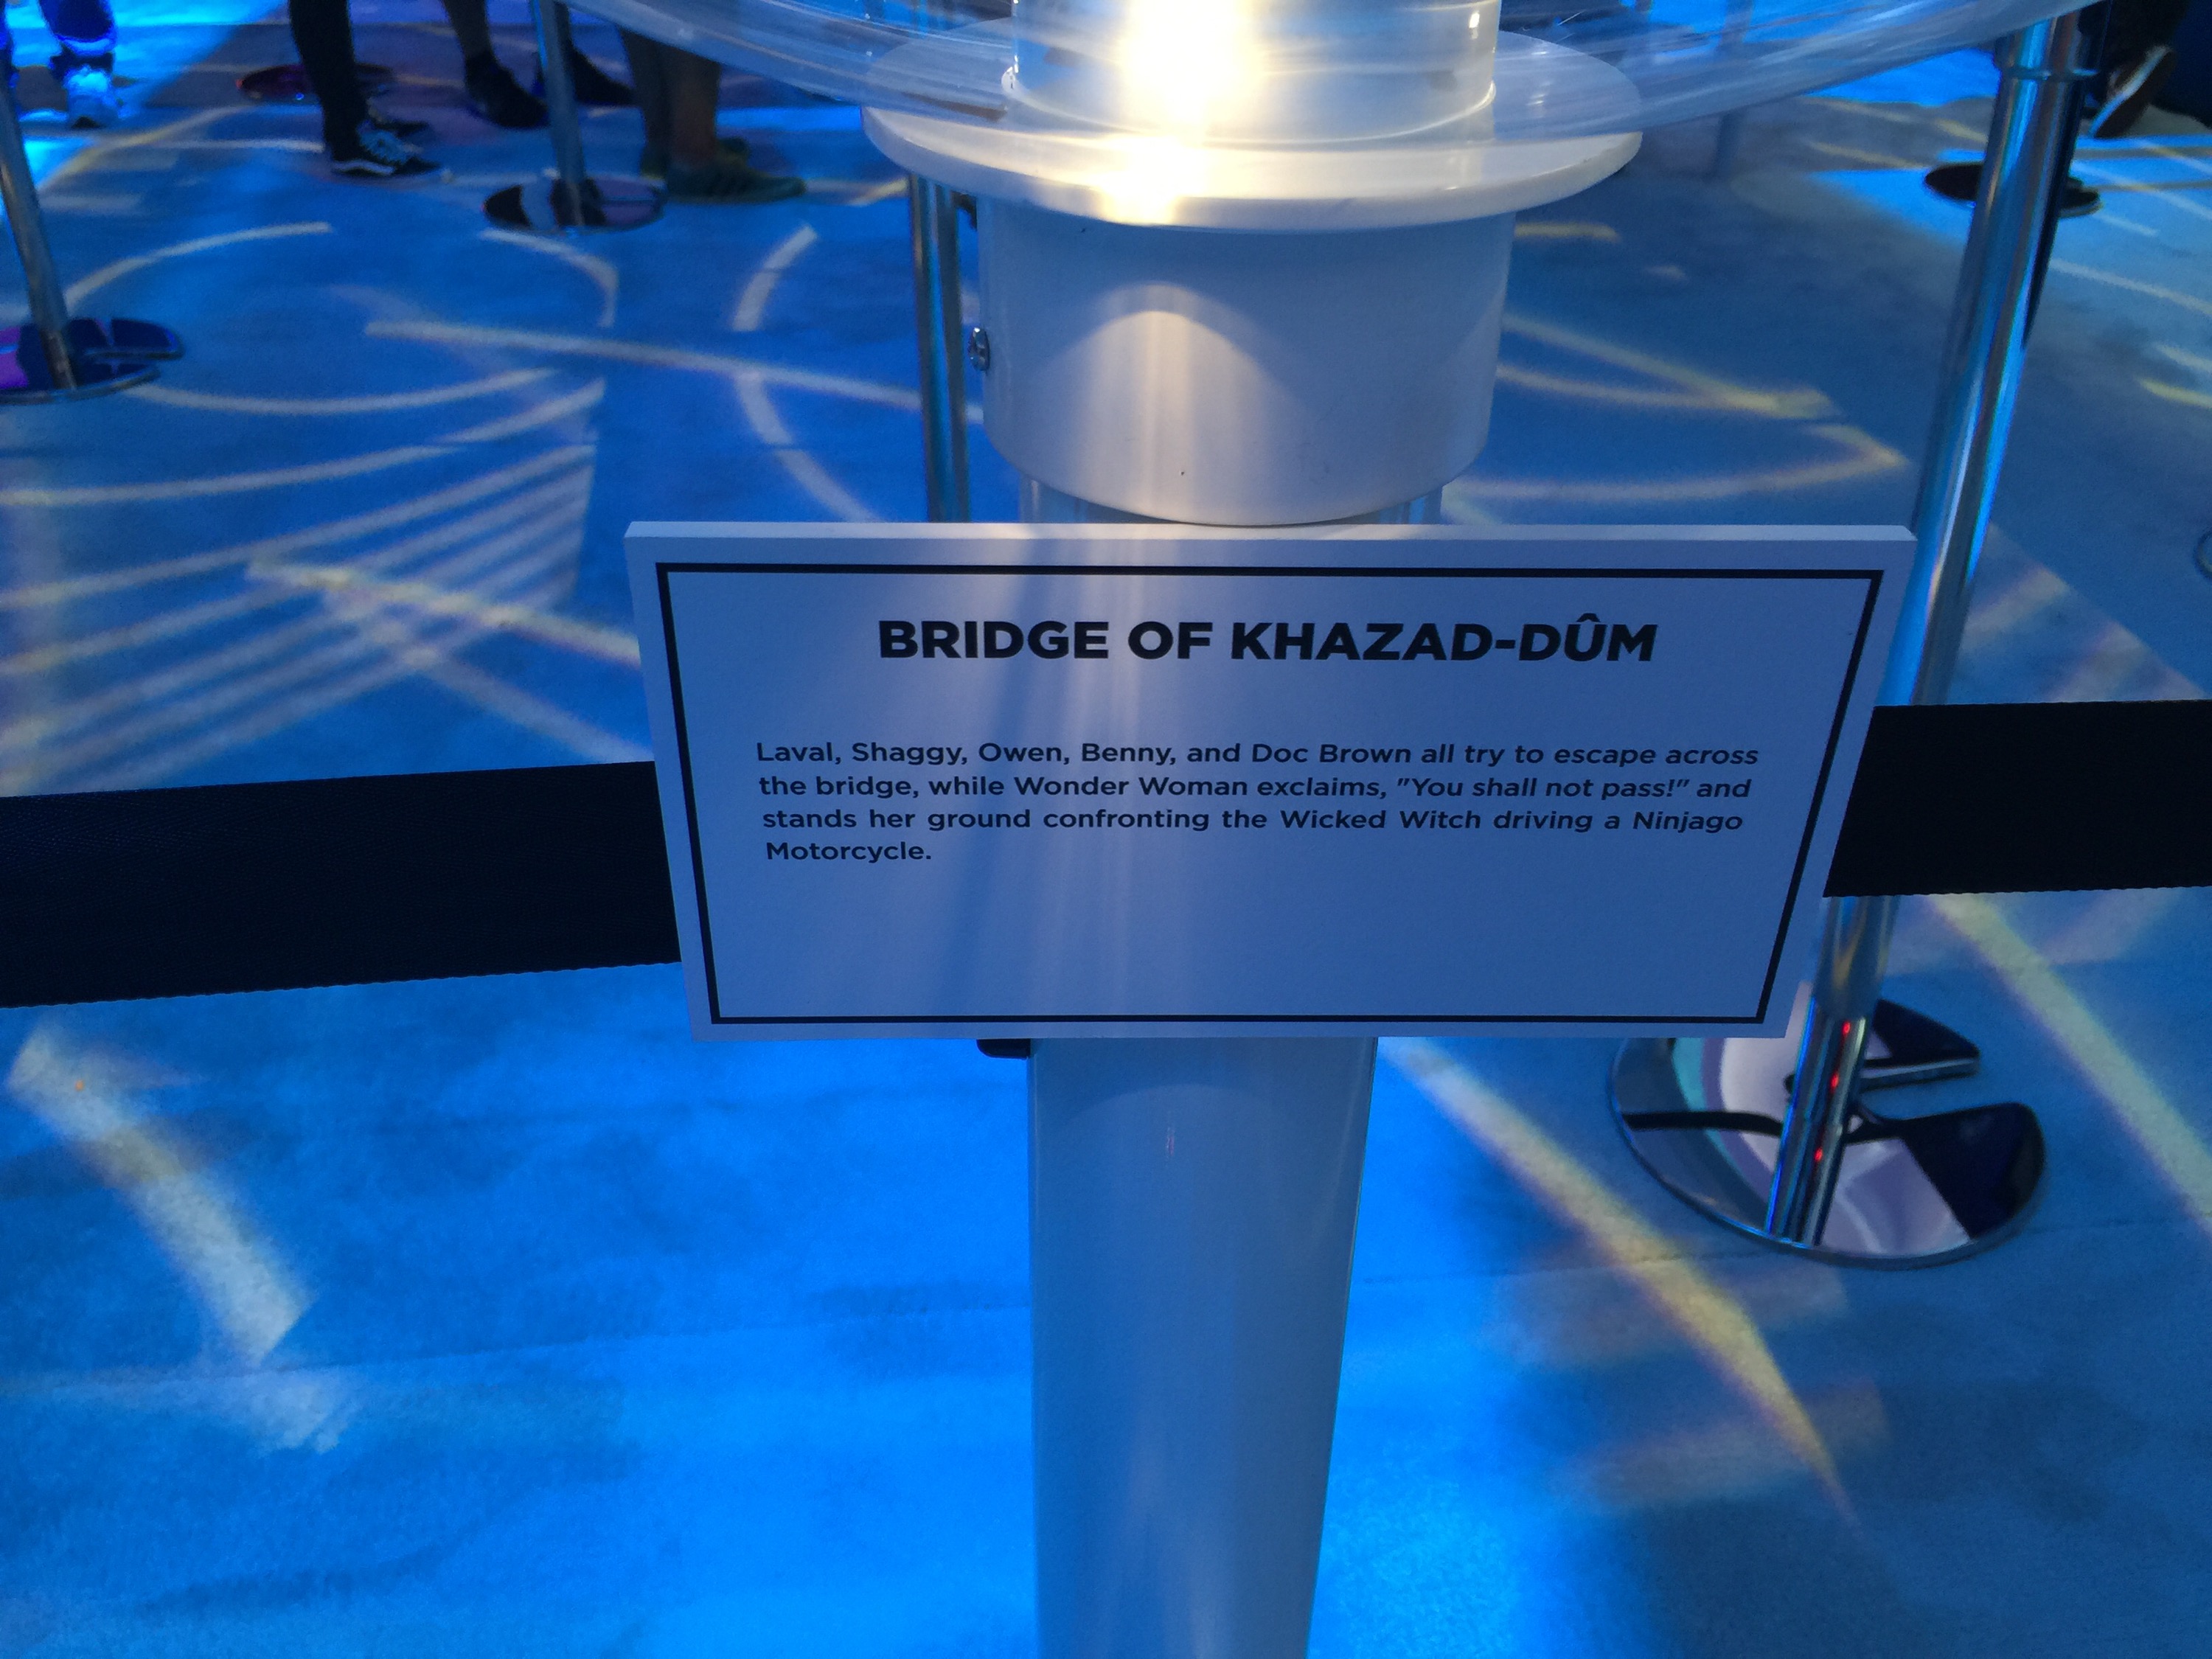 BRIDGE OF KHAZAD-DÛM
Laval, Shaggy, Owen, Benny, and Doc Brown all try to escape across
the bridge, while Wonder Woman exclaims, "You shall not pass!" and
stands her ground confronting the Wicked Witch driving a Ninjago
Motorcycle.